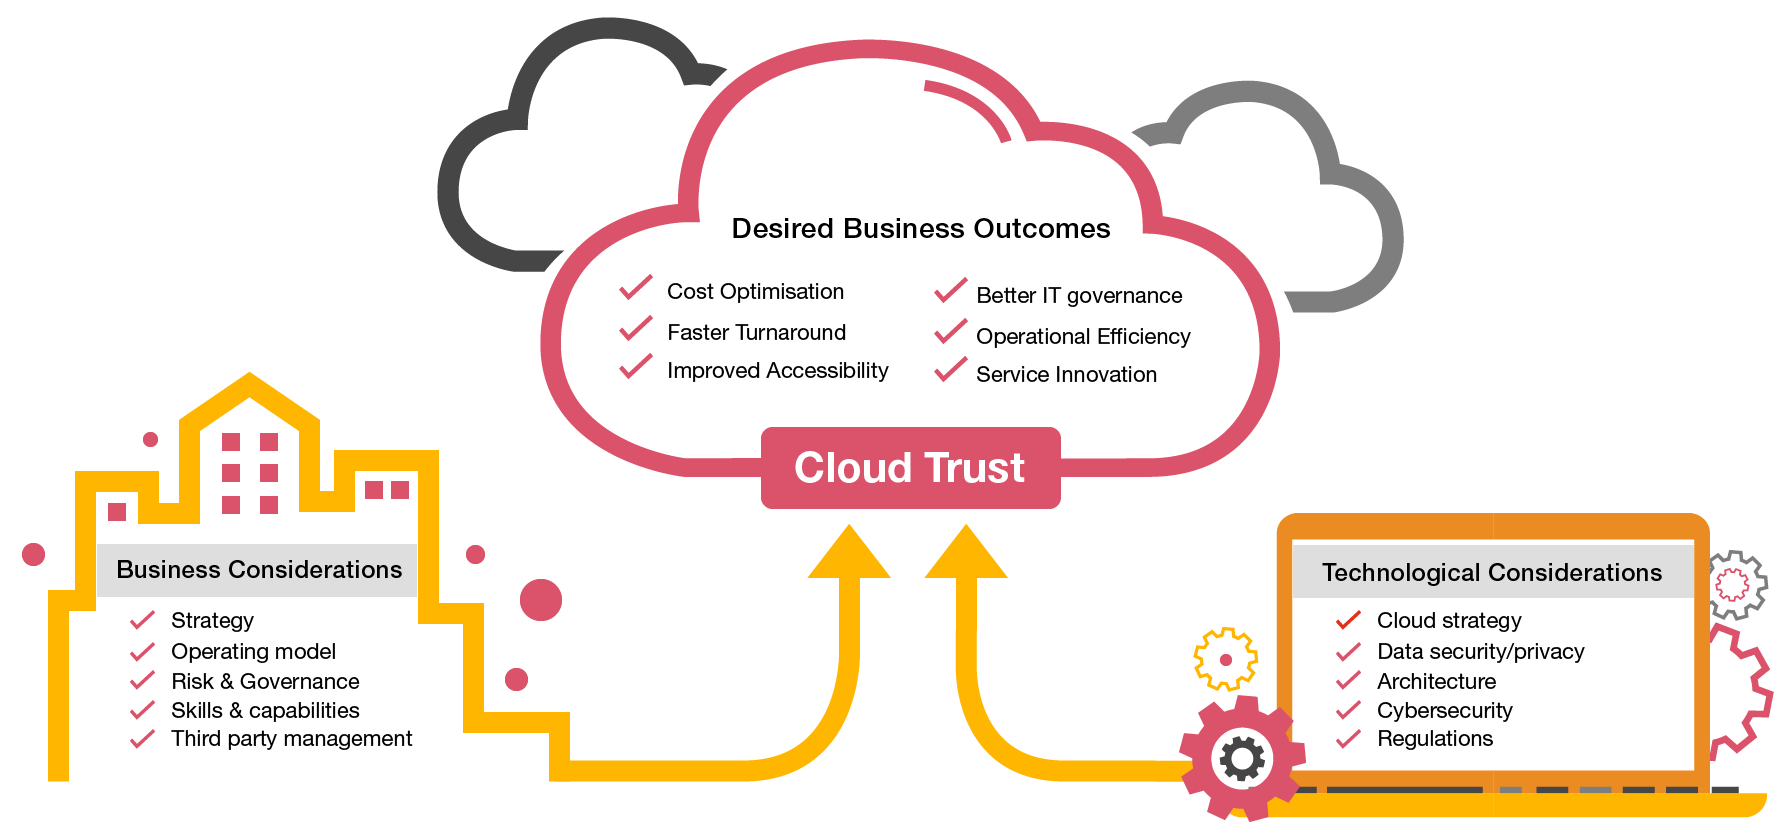 Desired Business Outcomes
Cost Optimisation
Faster Turnaround
Improved Accessibility
Better IT governance
Operational Efficiency
Service Innovation
Cloud Trust
Business Considerations
Strategy
Operating model
Risk & Governance
Skills & capabilities
Third party management
Technological Considerations
Cloud strategy
Data security/privacy
Architecture
Cybersecurity
Regulations